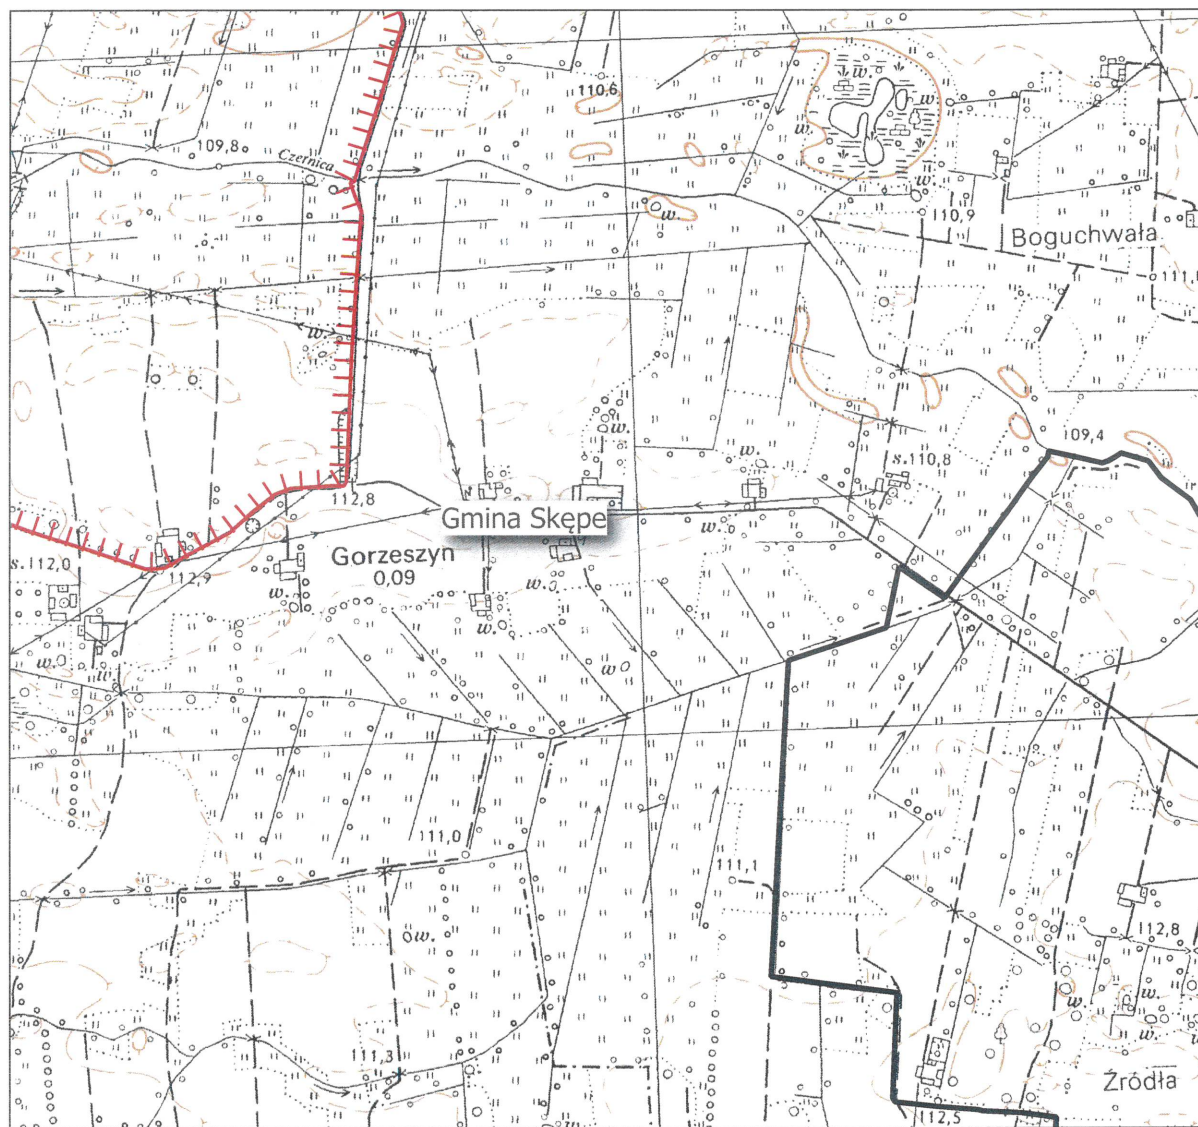 110,6
w.
w.
w.
109,8
Czernica
w.
w.
110,9
Boguchwała
w.
w.
109,4
w.
s.110,8
112,8
Gmina Skępe
w.
Gorzeszyn
0,09
s.112,0
112,9
w.
w.
w.
w.
w.
w
111,0
111,1
w.
112,8
w.
w.
w.
111,3
Źródła
112,5